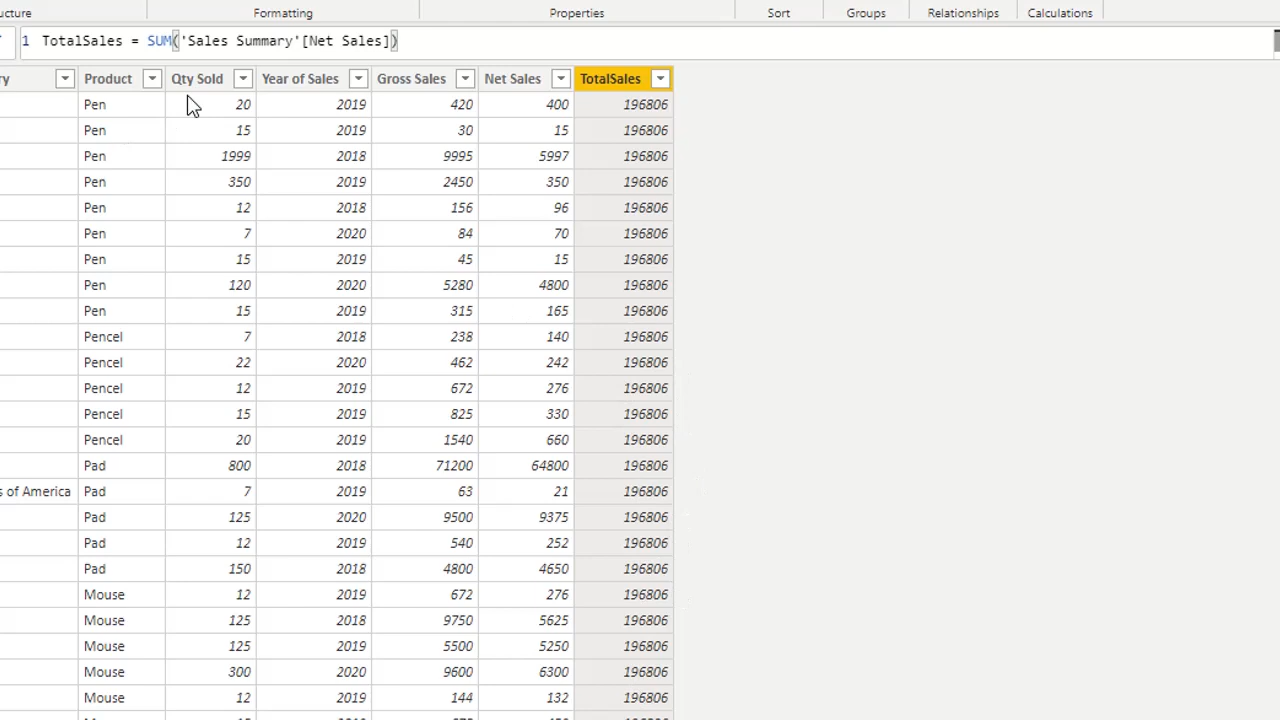 ucture Formatting Properties Sort Groups Relationships Calculations
1 TotalSales = SUM('Sales Summary'[Net Sales])
ry Product Qty Sold Year of Sales Gross Sales Net Sales TotalSales
Pen 20 2019 420 400 196806
Pen 15 2019 30 15 196806
Pen 1999 2018 9995 5997 196806
Pen 350 2019 2450 350 196806
Pen 12 2018 156 96 196806
Pen 7 2020 84 70 196806
Pen 15 2019 45 15 196806
Pen 120 2020 5280 4800 196806
Pen 15 2019 315 165 196806
Pencel 7 2018 238 140 196806
Pencel 22 2020 462 242 196806
Pencel 12 2019 672 276 196806
Pencel 15 2019 825 330 196806
Pencel 20 2019 1540 660 196806
Pad 800 2018 71200 64800 196806
s of America Pad 7 2019 63 21 196806
Pad 125 2020 9500 9375 196806
Pad 12 2019 540 252 196806
Pad 150 2018 4800 4650 196806
Mouse 12 2019 672 276 196806
Mouse 125 2018 9750 5625 196806
Mouse 125 2019 5500 5250 196806
Mouse 300 2020 9600 6300 196806
Mouse 12 2019 144 132 196806